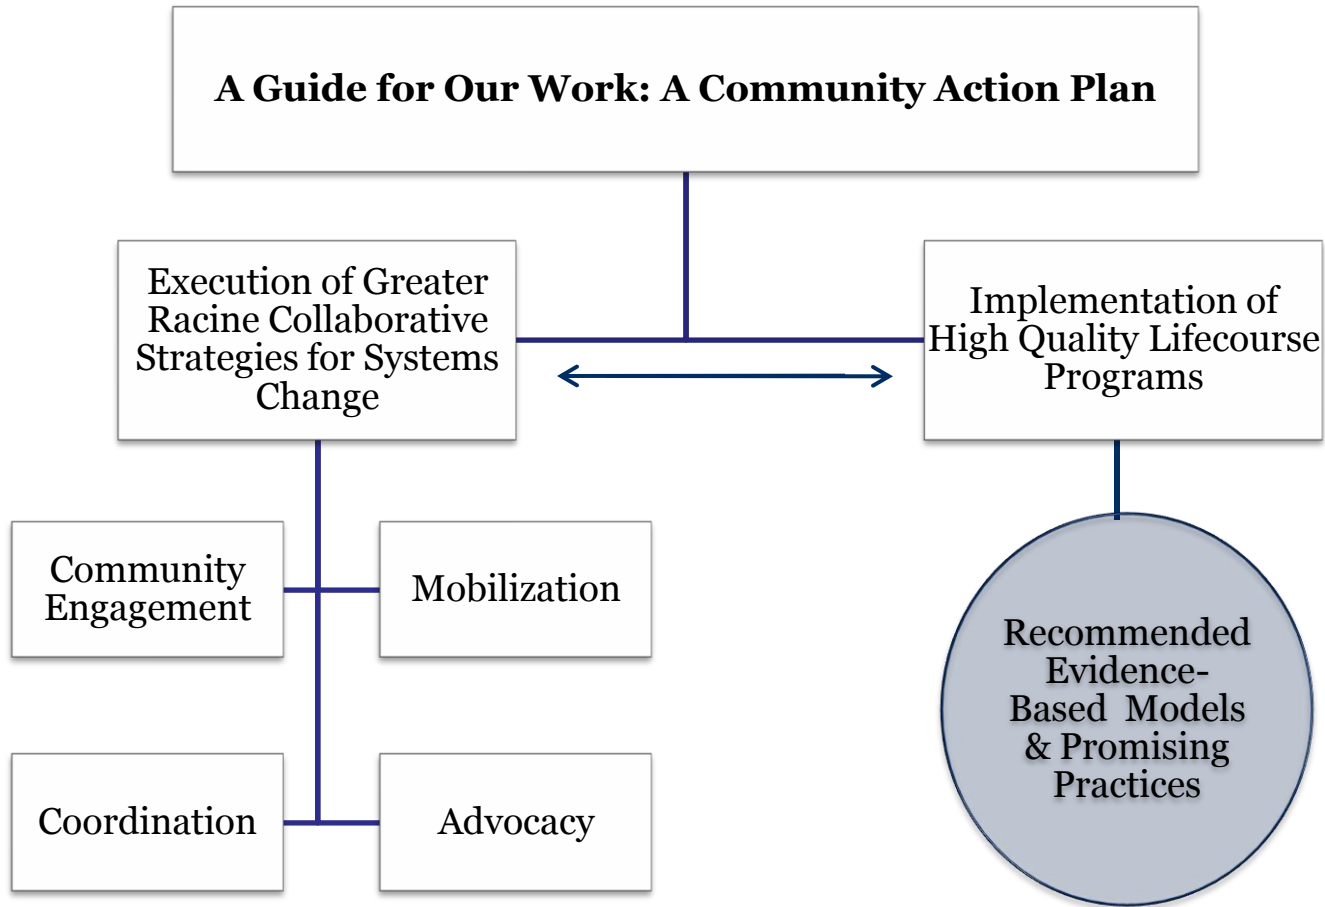 A Guide for Our Work: A Community Action Plan
Execution of Greater
Racine Collaborative
Strategies for Systems
Change
Implementation of
High Quality Lifecourse
Programs
Community
Engagement
Mobilization
Coordination
Advocacy
Recommended
Evidence-
Based  Models
& Promising
Practices